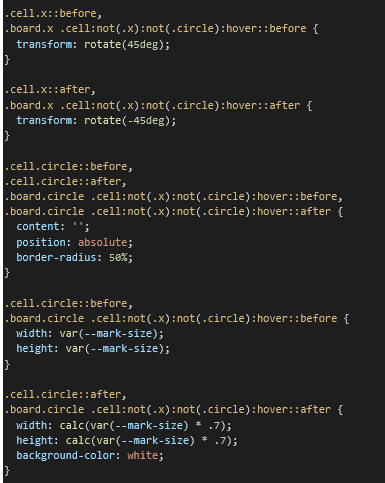 .cell.x::before,
.board.x .cell:not(.x):not(.circle):hover::before {
  transform: rotate(45deg);
}

.cell.x::after,
.board.x .cell:not(.x):not(.circle):hover::after {
  transform: rotate(-45deg);
}

.cell.circle::before,
.cell.circle::after,
.board.circle .cell:not(.x):not(.circle):hover::before,
.board.circle .cell:not(.x):not(.circle):hover::after {
  content: '';
  position: absolute;
  border-radius: 50%;
}

.cell.circle::before,
.board.circle .cell:not(.x):not(.circle):hover::before {
  width: var(--mark-size);
  height: var(--mark-size);
}

.cell.circle::after,
.board.circle .cell:not(.x):not(.circle):hover::after {
  width: calc(var(--mark-size) * .7);
  height: calc(var(--mark-size) * .7);
  background-color: white;
}